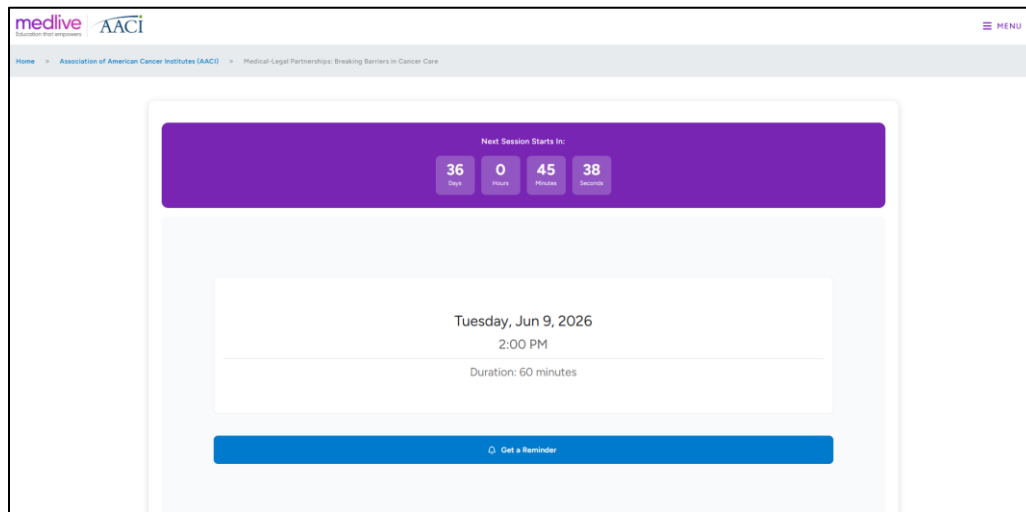 medlive AACI
Education that empowers
MENU
Home > Association of American Cancer Institutes (AACI) > Medical-Legal Partnerships: Breaking Barriers in Cancer Care
Next Session Starts In:
36 0 45 38
Days Hours Minutes Seconds
Tuesday, Jun 9, 2026
2:00 PM
Duration: 60 minutes
Get a Reminder